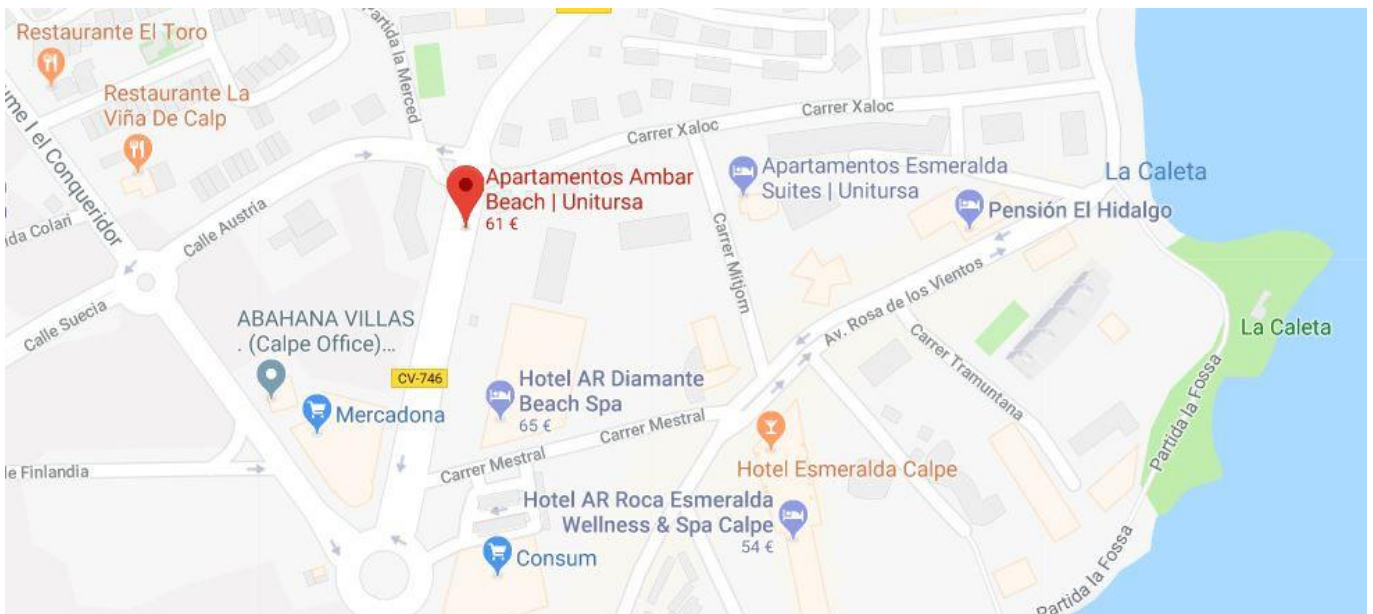 Restaurante El Toro
Restaurante La
Viña De Calp
Partida la Merced
ume I el Conqueridor
Carrer Xaloc
Carrer Xaloc
Apartamentos Ambar
Beach | Unitursa
61 €
Apartamentos Esmeralda
Suites | Unitursa
La Caleta
Pensión El Hidalgo
da Colari
Calle Austria
Carrer Mitjorn
Calle Suecia
ABAHANA VILLAS
. (Calpe Office)...
Av. Rosa de los Vientos
La Caleta
CV-746
Hotel AR Diamante
Beach Spa
65 €
Carrer Tramuntana
Mercadona
Carrer Mestral
Carrer Mestral
Partida la Fossa
le Finlandia
Hotel Esmeralda Calpe
Hotel AR Roca Esmeralda
Wellness & Spa Calpe
54 €
Consum
Partida la Fossa